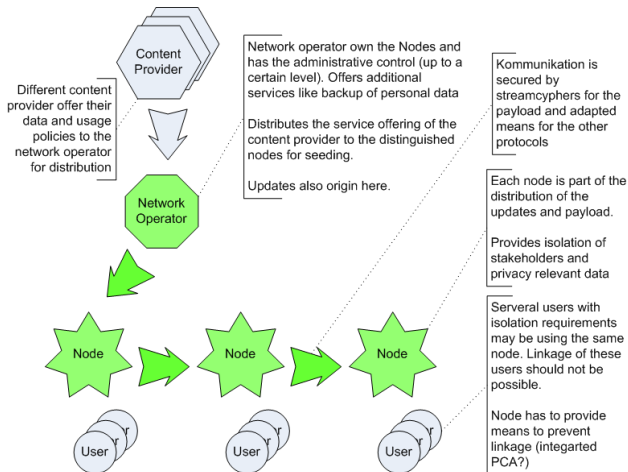 Content
Provider
Different content
provider offer their
data and usage
policies to the
network operator
for distribution
Network operator own the Nodes and
has the administrative control (up to a
certain level). Offers additional
services like backup of personal data
Distributes the service offering of the
content provider to the distinguished
nodes for seeding.
Updates also origin here.
Kommunikation is
secured by
streamcyphers for the
payload and adapted
means for the other
protocols
Network
Operator
Each node is part of the
distribution of the
updates and payload.
Provides isolation of
stakeholders and
privacy relevant data
Node
Node
Node
Serveral users with
isolation requirements
may be using the same
node. Linkage of these
users should not be
possible.
Node has to provide
means to prevent
linkage (integarted
PCA?)
User
User
User